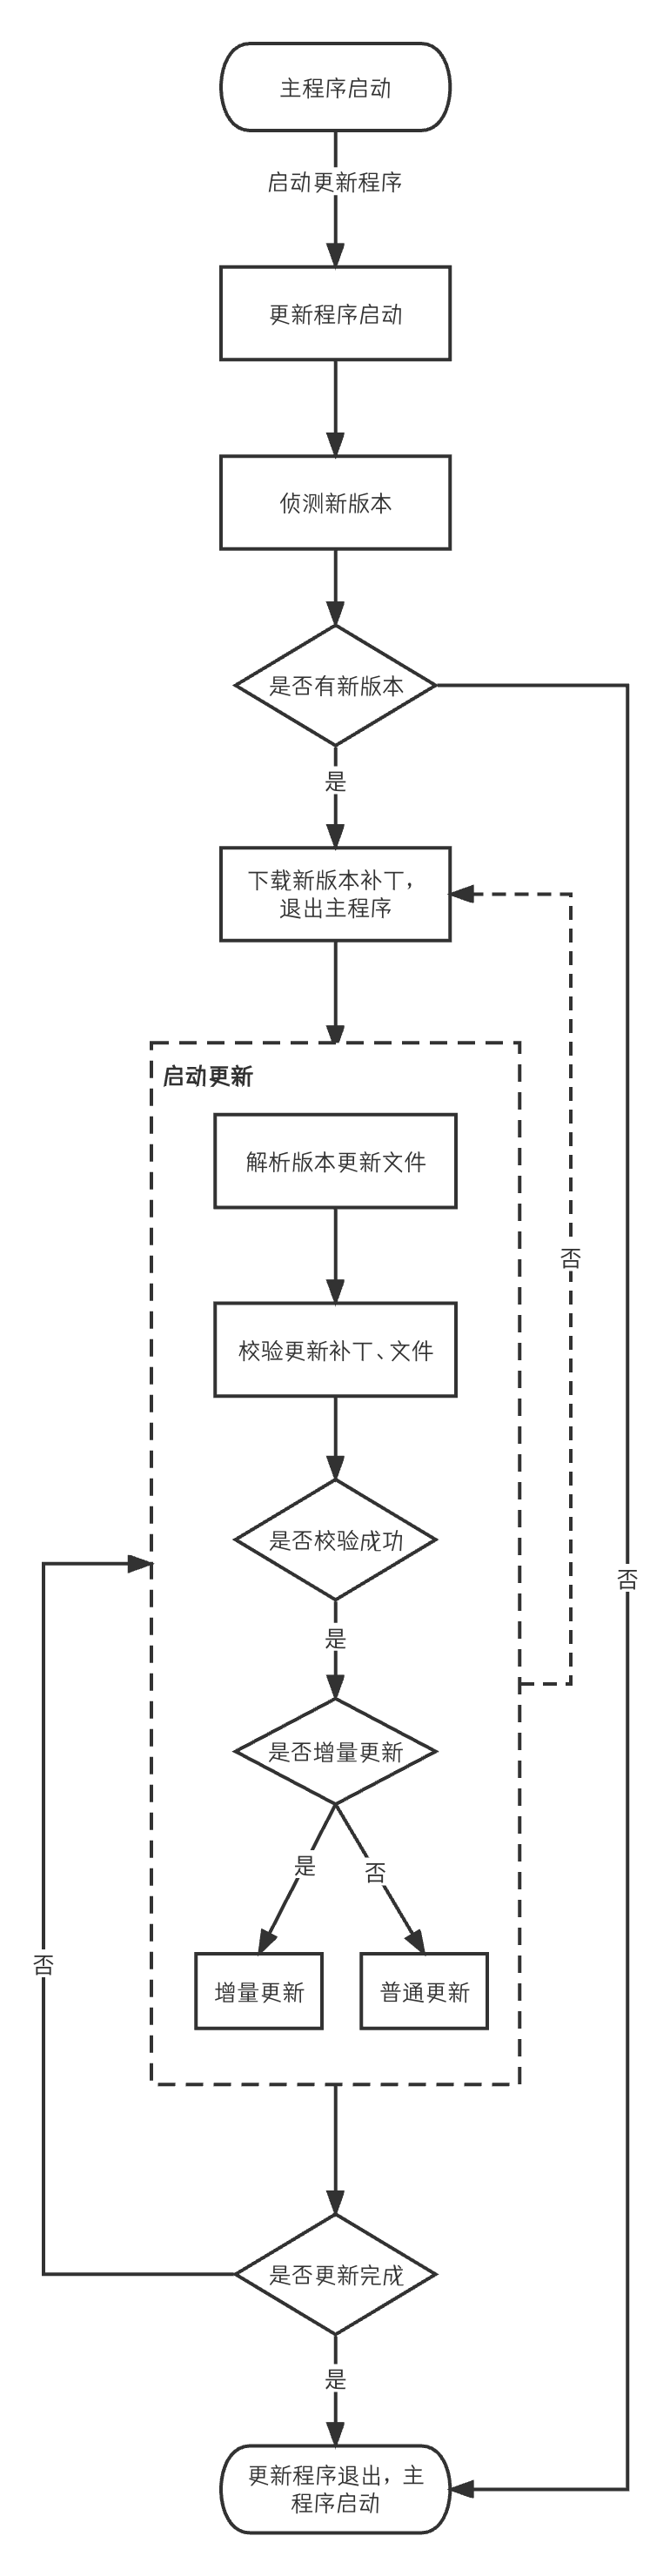 主程序启动
启动更新程序
更新程序启动
侦测新版本
是否有新版本
是
下载新版本补丁，
退出主程序
启动更新
解析版本更新文件
否
校验更新补丁、文件
是否校验成功
否
是
是否增量更新
是
否
否
增量更新
普通更新
是否更新完成
是
更新程序退出，主
程序启动